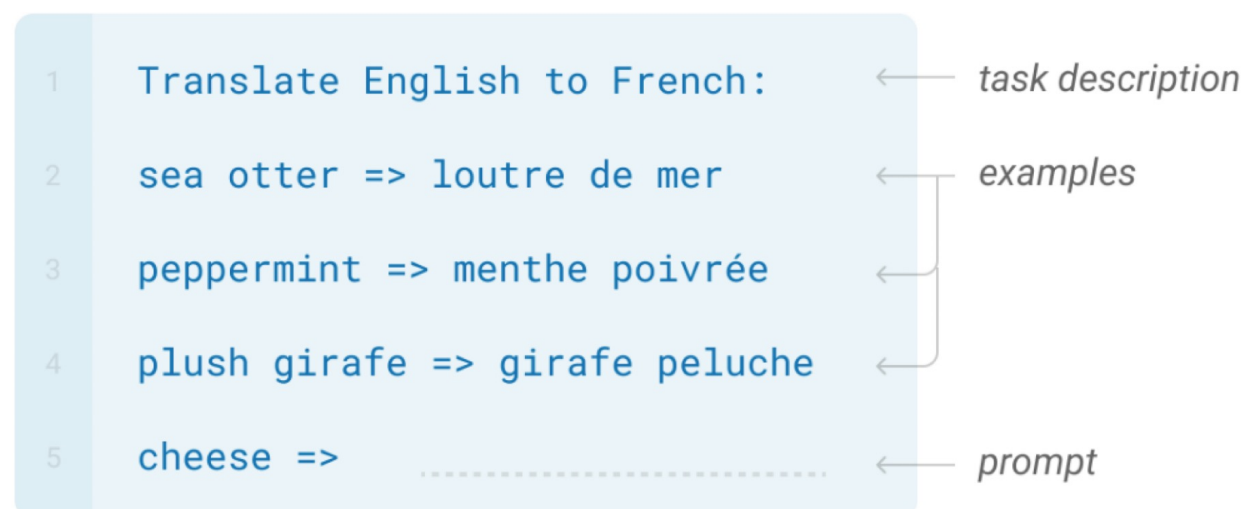 1 Translate English to French: task description
2 sea otter => loutre de mer examples
3 peppermint => menthe poivrée
4 plush girafe => girafe peluche
5 cheese => prompt